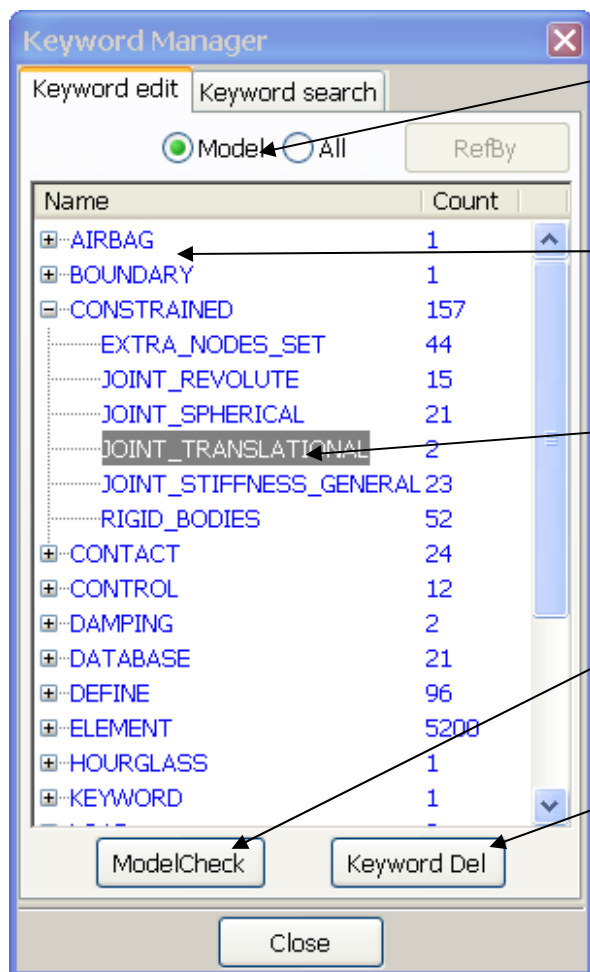 Keyword Manager
Keyword edit Keyword search
Model All RefBy
Name Count
AIRBAG 1
BOUNDARY 1
CONSTRAINED 157
EXTRA_NODES_SET 44
JOINT_REVOLUTE 15
JOINT_SPHERICAL 21
JOINT_TRANSLATIONAL 2
JOINT_STIFFNESS_GENERAL 23
RIGID_BODIES 52
CONTACT 24
CONTROL 12
DAMPING 2
DATABASE 21
DEFINE 96
ELEMENT 5200
HOURGLASS 1
KEYWORD 1
ModelCheck Keyword Del
Close